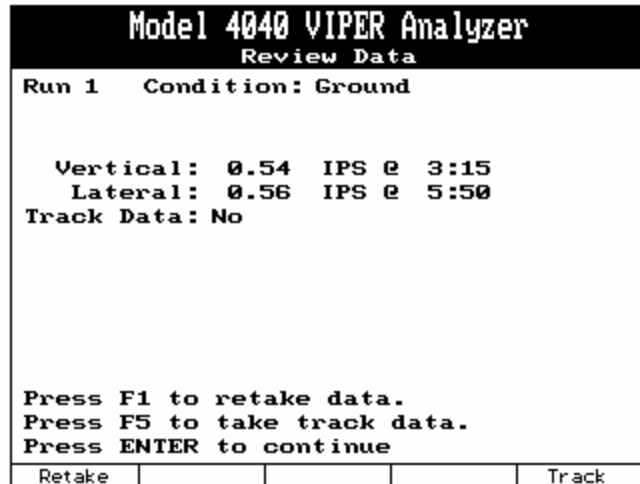 Model 4040 VIPER Analyzer
Review Data
Run 1 Condition: Ground
Vertical: 0.54 IPS @ 3:15
Lateral: 0.56 IPS @ 5:50
Track Data: No
Press F1 to retake data.
Press F5 to take track data.
Press ENTER to continue
Retake Track